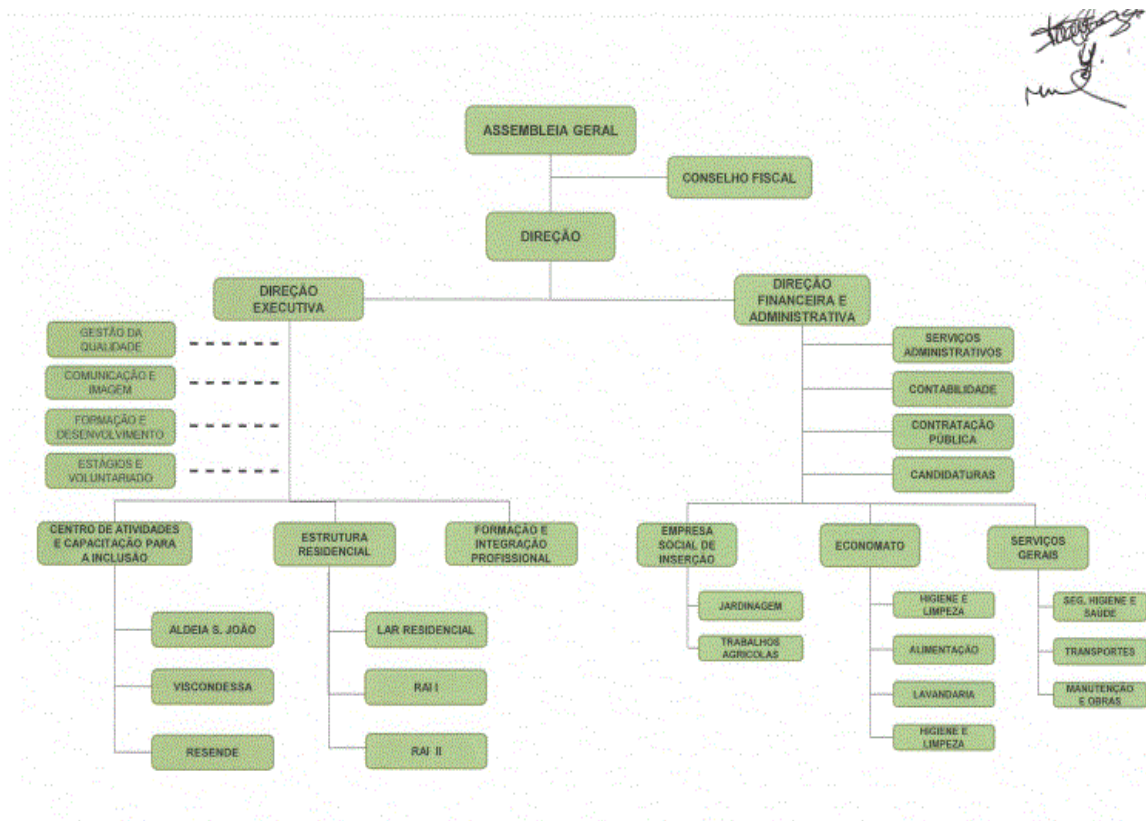 ASSEMBLEIA GERAL
CONSELHO FISCAL
DIREÇÃO
DIREÇÃO
EXECUTIVA
DIREÇÃO
FINANCEIRA E
ADMINISTRATIVA
GESTÃO DA
QUALIDADE
COMUNICAÇÃO E
IMAGEM
FORMAÇÃO E
DESENVOLVIMENTO
ESTÁGIOS E
VOLUNTARIADO
SERVIÇOS
ADMINISTRATIVOS
CONTABILIDADE
CONTRATAÇÃO
PÚBLICA
CANDIDATURAS
CENTRO DE ATIVIDADES
E CAPACITAÇÃO PARA
A INCLUSÃO
ESTRUTURA
RESIDENCIAL
FORMAÇÃO E
INTEGRAÇÃO
PROFISSIONAL
EMPRESA
SOCIAL DE
INSERÇÃO
ECONOMATO
SERVIÇOS
GERAIS
ALDEIA S. JOÃO
VISCONDESSA
RESENDE
LAR RESIDENCIAL
RAI I
RAI II
JARDINAGEM
TRABALHOS
AGRICOLAS
HIGIENE E
LIMPEZA
ALIMENTAÇÃO
LAVANDARIA
HIGIENE E
LIMPEZA
SEG. HIGIENE E
SAÚDE
TRANSPORTES
MANUTENÇÃO
E OBRAS